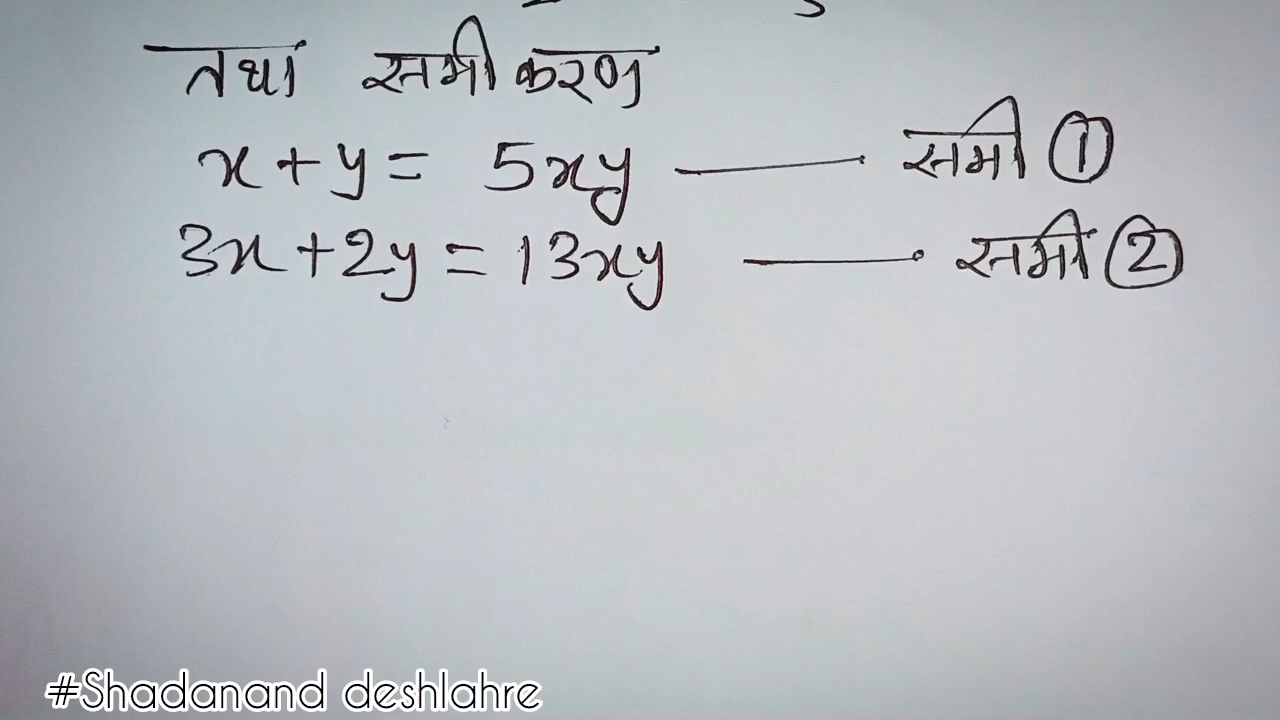 तथा समीकरण
x + y = 5xy —— समी ①
3x + 2y = 13xy —— समी ②
#Shadanand deshlahre